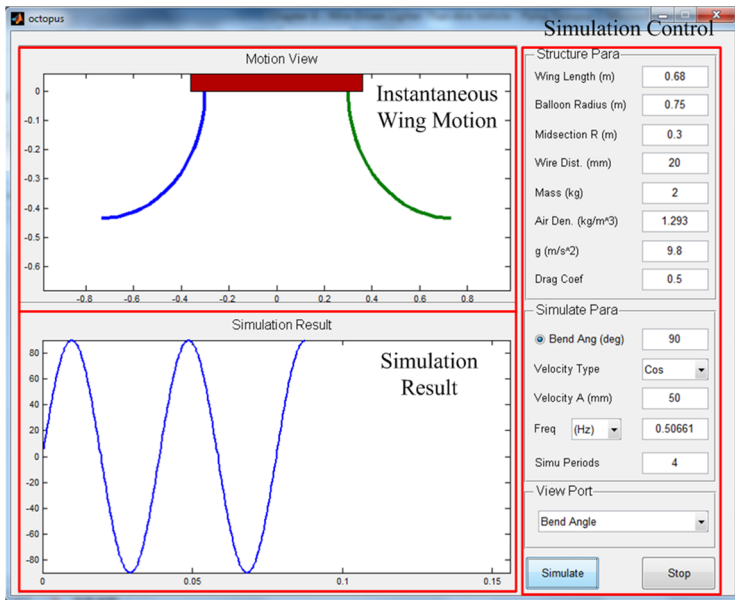 octopus
Simulation Control
Motion View
Instantaneous
Wing Motion
0
-0.1
-0.2
-0.3
-0.4
-0.5
-0.6
-0.8 -0.6 -0.4 -0.2 0 0.2 0.4 0.6 0.8
Simulation Result
Simulation
Result
80
60
40
20
0
-20
-40
-60
-80
0 0.05 0.1 0.15
Structure Para
Wing Length (m) 0.68
Balloon Radius (m) 0.75
Midsection R (m) 0.3
Wire Dist. (mm) 20
Mass (kg) 2
Air Den. (kg/m^3) 1.293
g (m/s^2) 9.8
Drag Coef 0.5
Simulate Para
Bend Ang (deg) 90
Velocity Type Cos
Velocity A (mm) 50
Freq (Hz) 0.50661
Simu Periods 4
View Port
Bend Angle
Simulate Stop